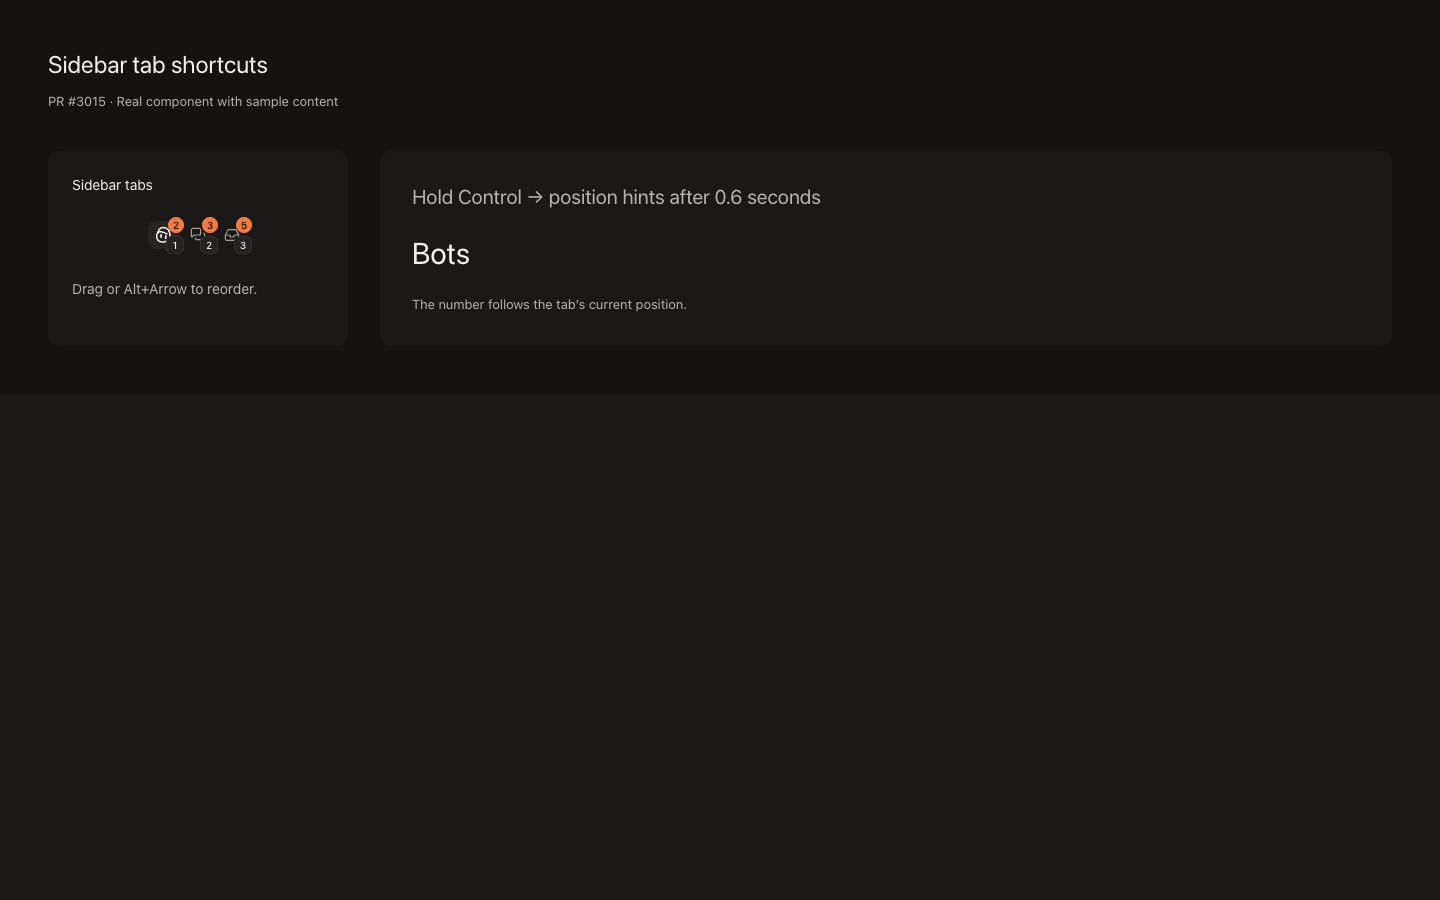 Sidebar tab shortcuts
PR #3015 · Real component with sample content
Sidebar tabs
2 3 5
1 2 3
Drag or Alt+Arrow to reorder.
Hold Control → position hints after 0.6 seconds
Bots
The number follows the tab's current position.